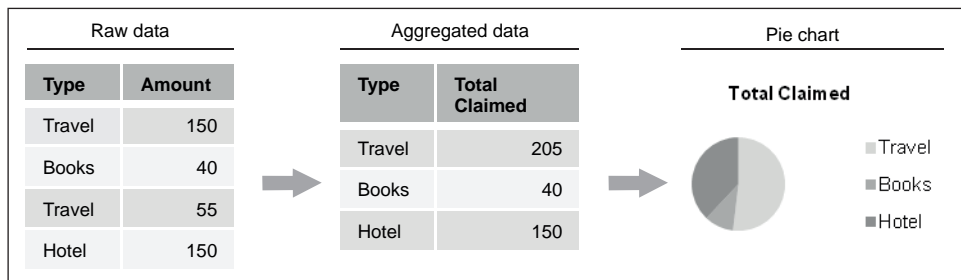 Raw data
Type Amount
Travel 150
Books 40
Travel 55
Hotel 150
Aggregated data
Type Total
Claimed
Travel 205
Books 40
Hotel 150
Pie chart
Total Claimed
Travel
Books
Hotel